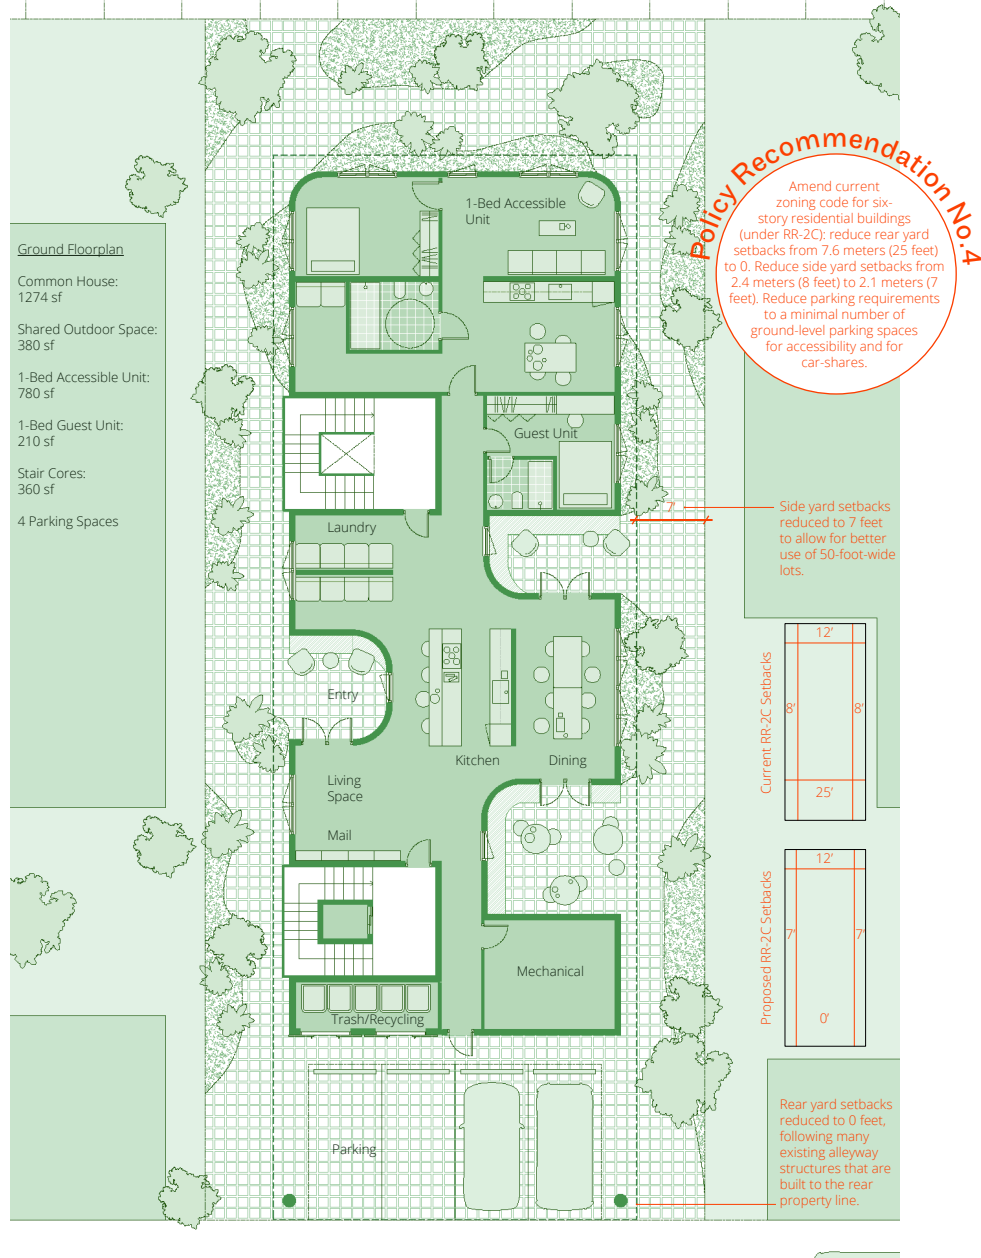 Policy Recommendation No.4
Amend current
zoning code for six-
story residential buildings
(under RR-2C): reduce rear yard
setbacks from 7.6 meters (25 feet)
to 0. Reduce side yard setbacks from
2.4 meters (8 feet) to 2.1 meters (7
feet). Reduce parking requirements
to a minimal number of
ground-level parking spaces
for accessibility and for
car-shares.
Ground Floorplan
Common House:
1274 sf
Shared Outdoor Space:
380 sf
1-Bed Accessible Unit:
780 sf
1-Bed Guest Unit:
210 sf
Stair Cores:
360 sf
4 Parking Spaces
1-Bed Accessible
Unit
Guest Unit
Laundry
Entry
Kitchen
Dining
Living
Space
Mail
Mechanical
Trash/Recycling
Parking
7'
Side yard setbacks
reduced to 7 feet
to allow for better
use of 50-foot-wide
lots.
Current RR-2C Setbacks
12'
8'
8'
25'
Proposed RR-2C Setbacks
12'
7'
7'
0'
Rear yard setbacks
reduced to 0 feet,
following many
existing alleyway
structures that are
built to the rear
property line.